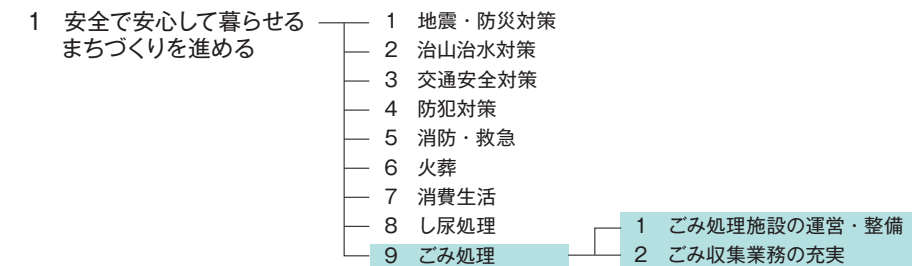 1 安全で安心して暮らせる
まちづくりを進める
1 地震・防災対策
2 治山治水対策
3 交通安全対策
4 防犯対策
5 消防・救急
6 火葬
7 消費生活
8 し尿処理
9 ごみ処理
1 ごみ処理施設の運営・整備
2 ごみ収集業務の充実